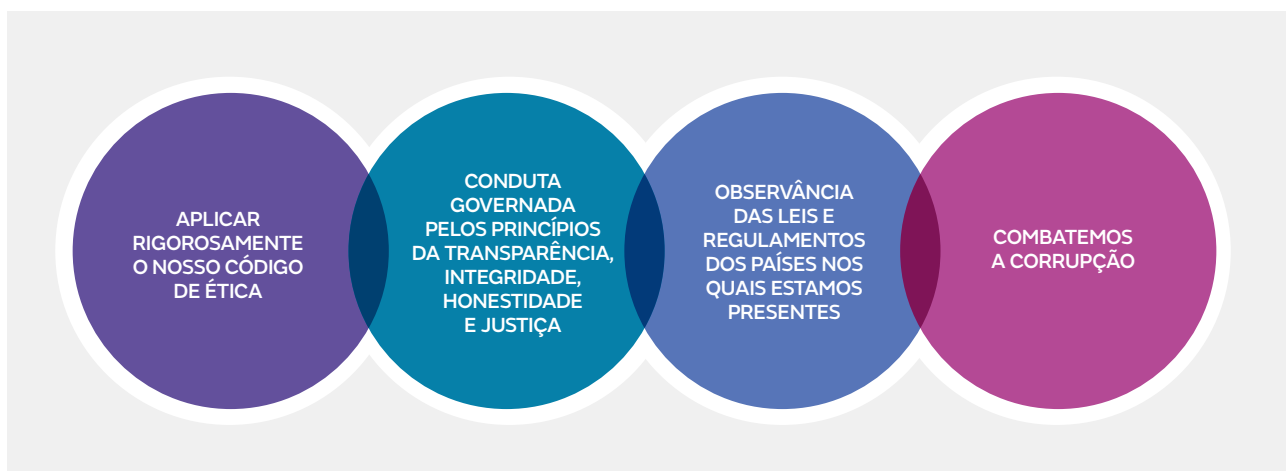 APLICAR
RIGOROSAMENTE
O NOSSO CÓDIGO
DE ÉTICA
CONDUTA
GOVERNADA
PELOS PRINCÍPIOS
DA TRANSPARÊNCIA,
INTEGRIDADE,
HONESTIDADE
E JUSTIÇA
OBSERVÂNCIA
DAS LEIS E
REGULAMENTOS
DOS PAÍSES NOS
QUAIS ESTAMOS
PRESENTES
COMBATEMOS
A CORRUPÇÃO